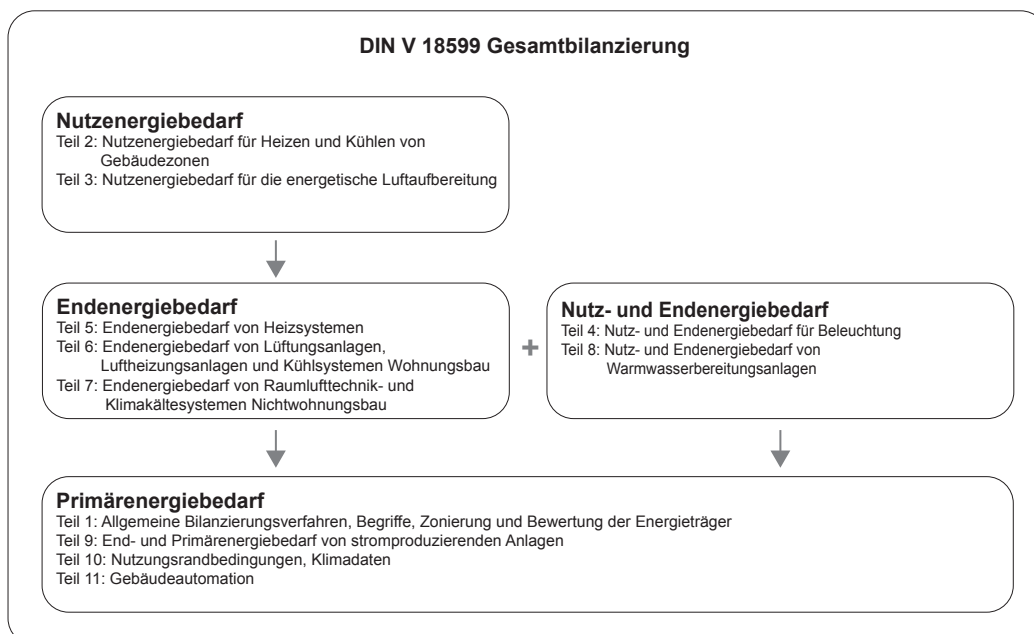 DIN V 18599 Gesamtbilanzierung
Nutzenergiebedarf
Teil 2: Nutzenergiebedarf für Heizen und Kühlen von
Gebäudezonen
Teil 3: Nutzenergiebedarf für die energetische Luftaufbereitung
Endenergiebedarf
Teil 5: Endenergiebedarf von Heizsystemen
Teil 6: Endenergiebedarf von Lüftungsanlagen,
Luftheizungsanlagen und Kühlsystemen Wohnungsbau
Teil 7: Endenergiebedarf von Raumlufttechnik- und
Klimakältesystemen Nichtwohnungsbau
+
Nutz- und Endenergiebedarf
Teil 4: Nutz- und Endenergiebedarf für Beleuchtung
Teil 8: Nutz- und Endenergiebedarf von
Warmwasserbereitungsanlagen
Primärenergiebedarf
Teil 1: Allgemeine Bilanzierungsverfahren, Begriffe, Zonierung und Bewertung der Energieträger
Teil 9: End- und Primärenergiebedarf von stromproduzierenden Anlagen
Teil 10: Nutzungsrandbedingungen, Klimadaten
Teil 11: Gebäudeautomation